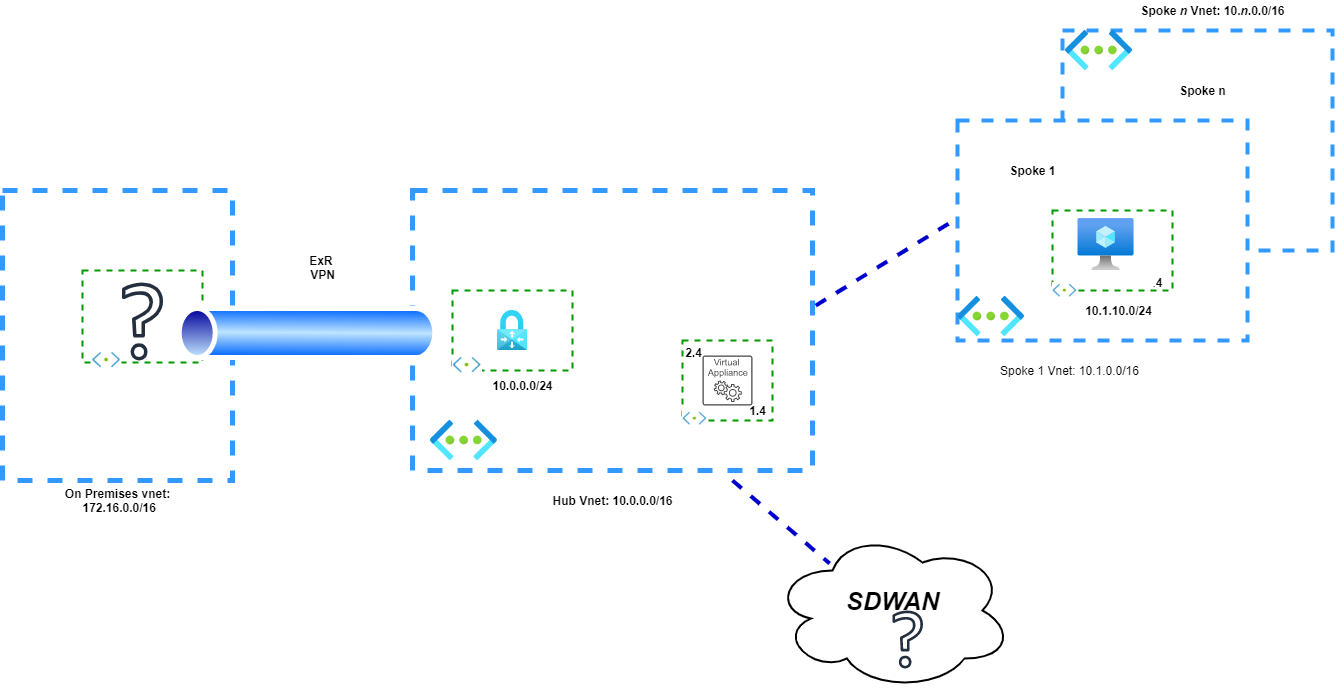 Spoke n Vnet: 10.n.0.0/16
Spoke n
Spoke 1
.4
10.1.10.0/24
Spoke 1 Vnet: 10.1.0.0/16
ExR
VPN
10.0.0.0/24
2.4
Virtual
Appliance
1.4
On Premises vnet:
172.16.0.0/16
Hub Vnet: 10.0.0.0/16
SDWAN